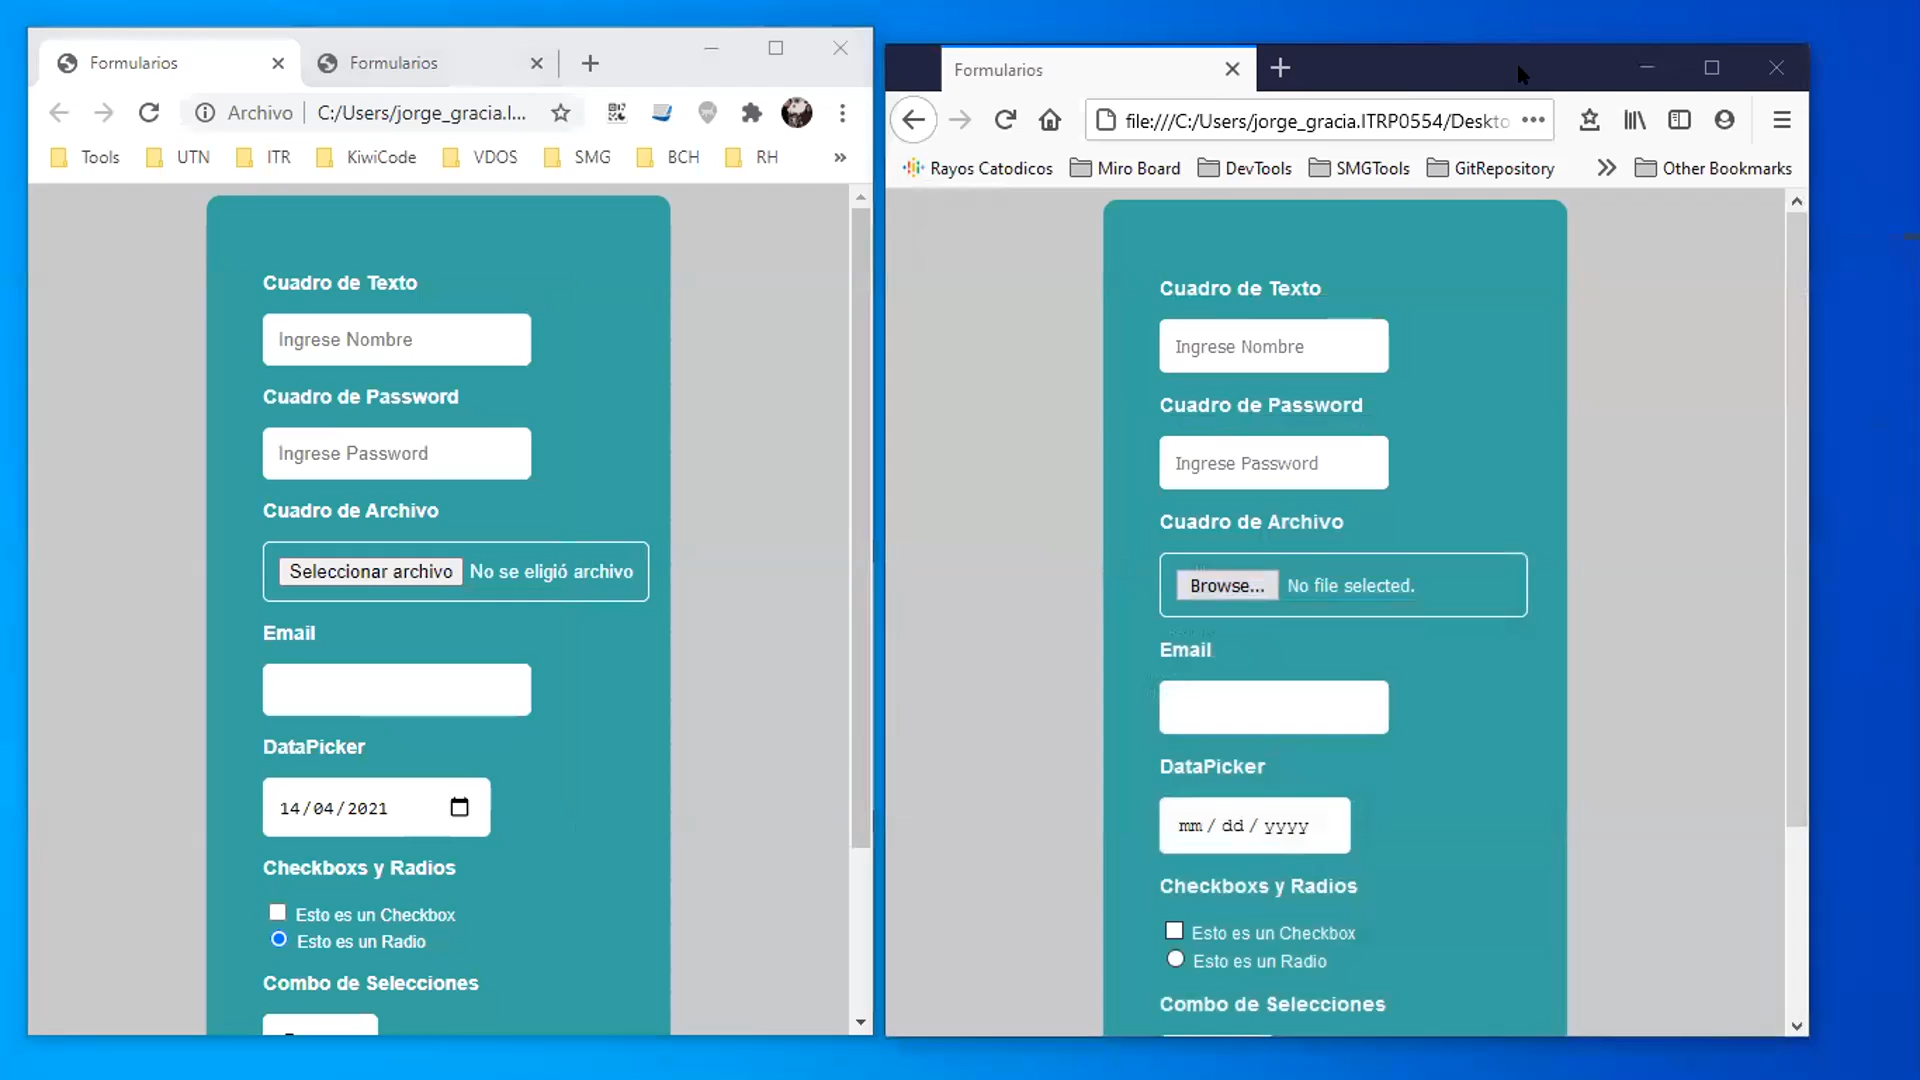 Formularios
Formularios
Archivo
C:/Users/jorge_gracia.I...
Tools
UTN
ITR
KiwiCode
VDOS
SMG
BCH
RH
»
Cuadro de Texto
Ingrese Nombre
Cuadro de Password
Ingrese Password
Cuadro de Archivo
Seleccionar archivo No se eligió archivo
Email
DataPicker
14/04/2021
Checkboxs y Radios
Esto es un Checkbox
Esto es un Radio
Combo de Selecciones
Formularios
file:///C:/Users/jorge_gracia.ITRP0554/Deskto
Rayos Catodicos
Miro Board
DevTools
SMGTools
GitRepository
Other Bookmarks
Cuadro de Texto
Ingrese Nombre
Cuadro de Password
Ingrese Password
Cuadro de Archivo
Browse... No file selected.
Email
DataPicker
mm / dd / yyyy
Checkboxs y Radios
Esto es un Checkbox
Esto es un Radio
Combo de Selecciones